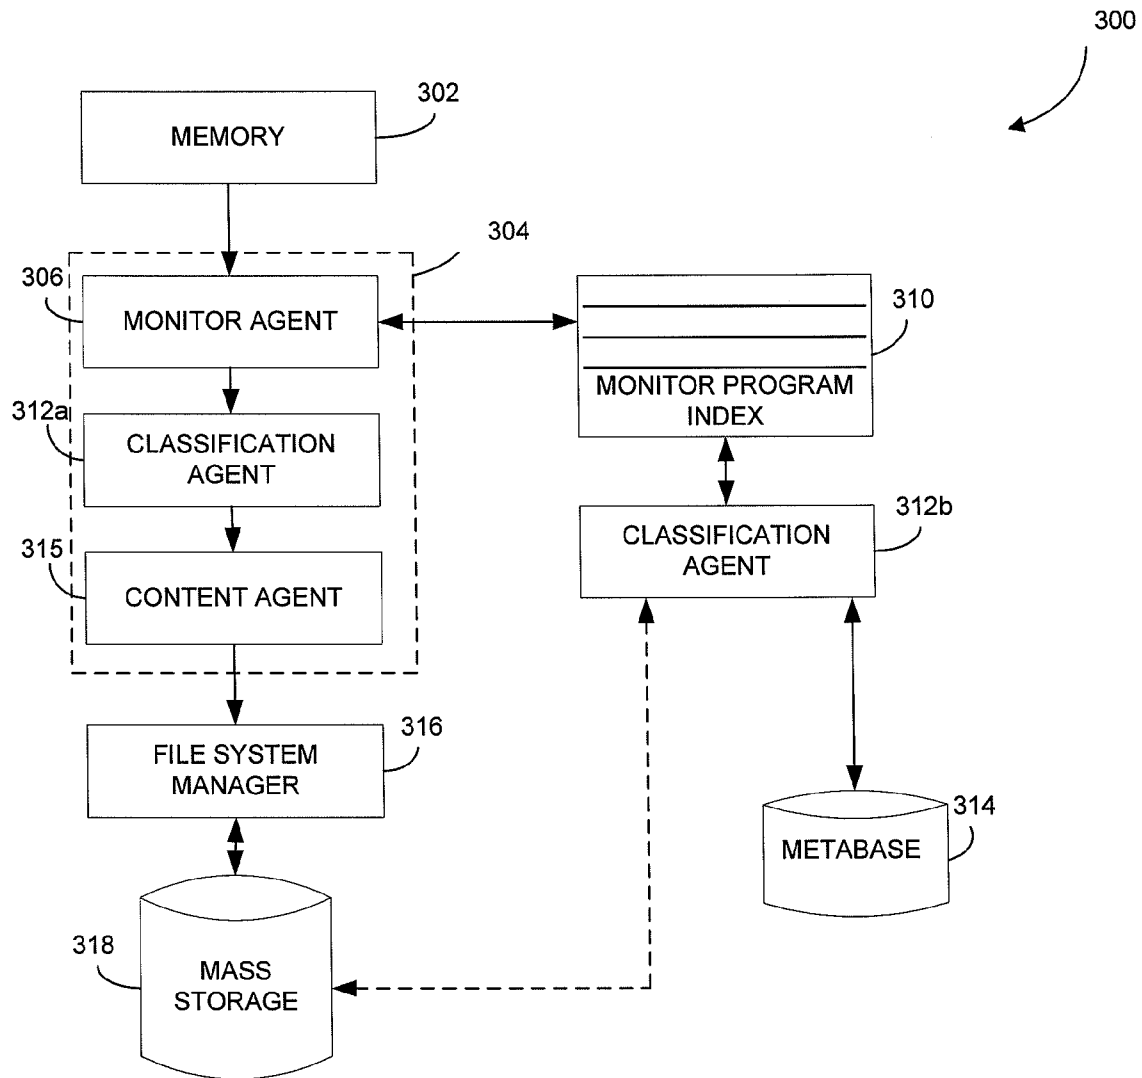 300
302
MEMORY
304
306
MONITOR AGENT
310
MONITOR PROGRAM
INDEX
312a
CLASSIFICATION
AGENT
312b
CLASSIFICATION
AGENT
315
CONTENT AGENT
316
FILE SYSTEM
MANAGER
314
METABASE
318
MASS
STORAGE